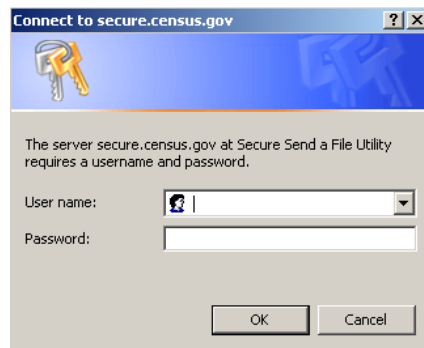 Connect to secure.census.gov
The server secure.census.gov at Secure Send a File Utility
requires a username and password.
User name:
Password:
OK
Cancel